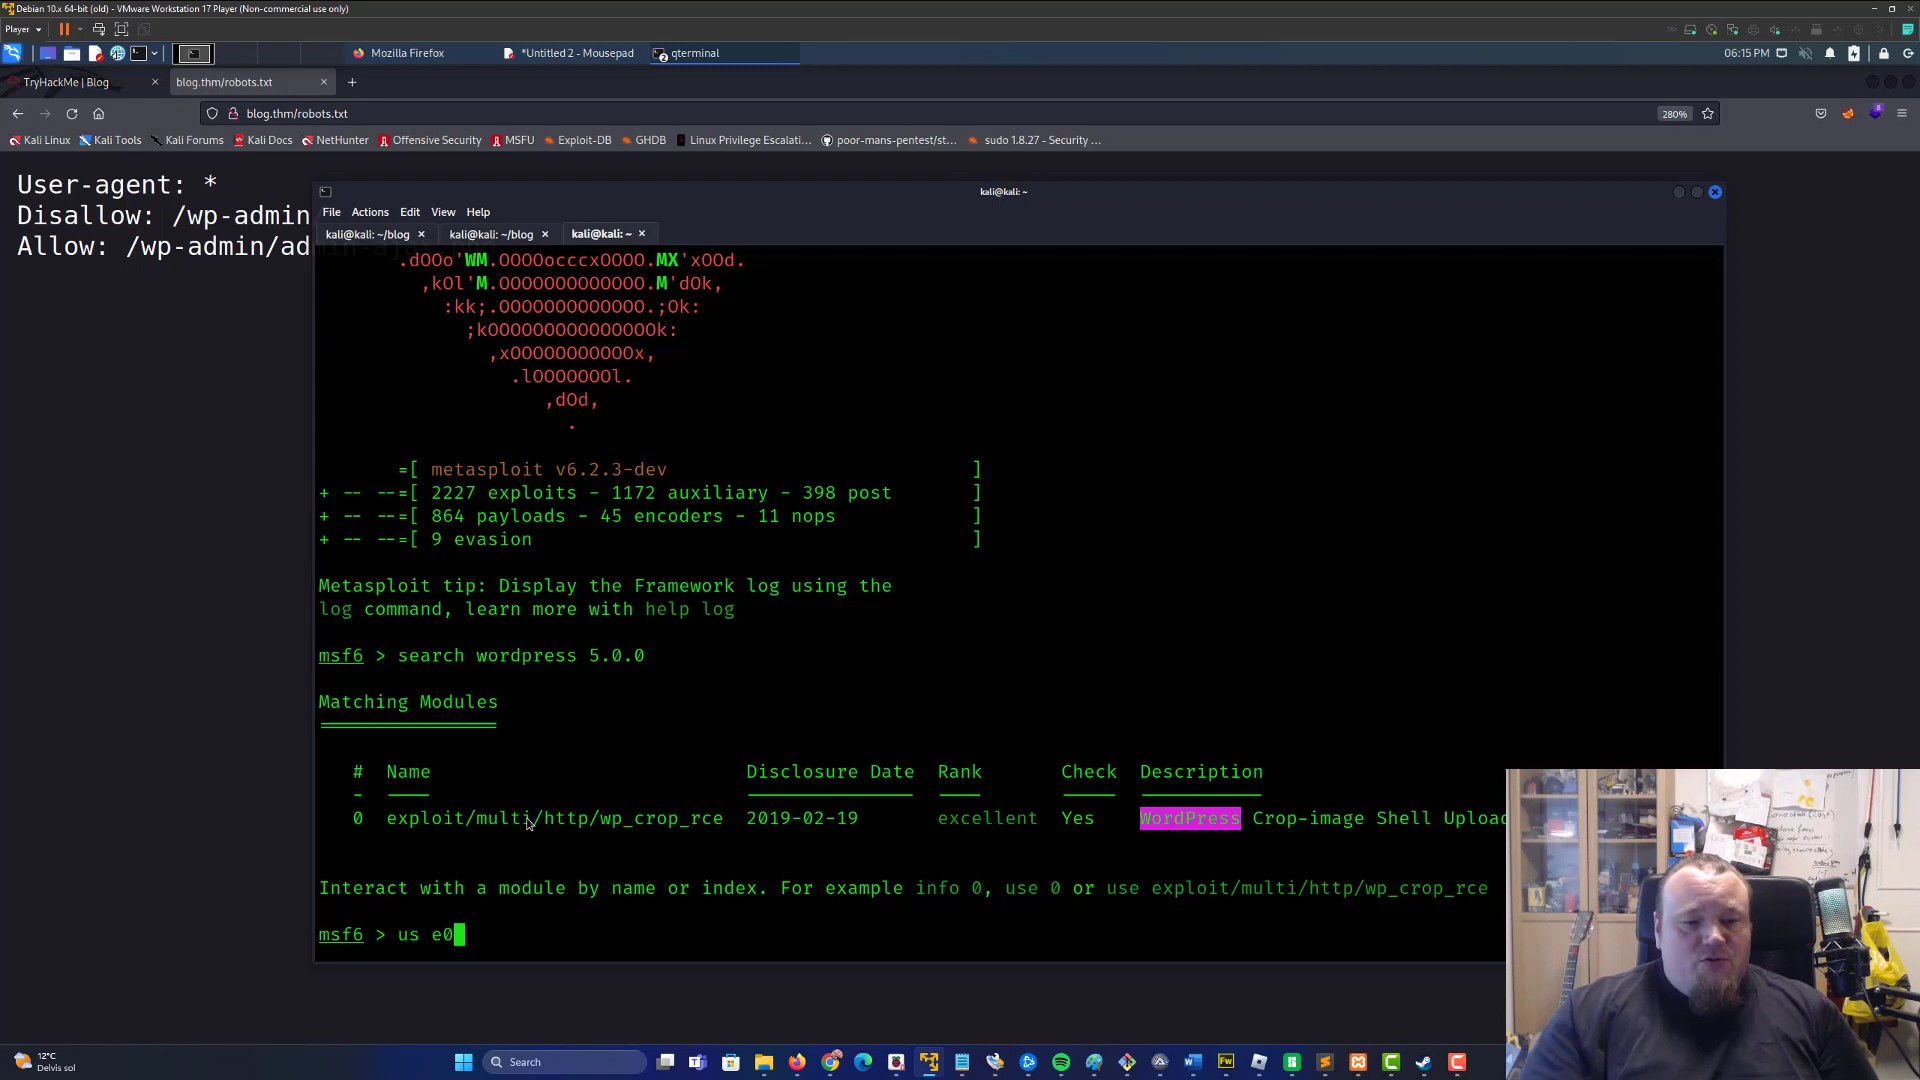 Debian 10.x 64-bit (old) - VMware Workstation 17 Player (Non-commercial use only)
Player
Mozilla Firefox
*Untitled 2 - Mousepad
qterminal
06:15 PM
TryHackMe | Blog
blog.thm/robots.txt
blog.thm/robots.txt
280%
Kali Linux
Kali Tools
Kali Forums
Kali Docs
NetHunter
Offensive Security
MSFU
Exploit-DB
GHDB
Linux Privilege Escalati...
poor-mans-pentest/st...
sudo 1.8.27 - Security ...
User-agent: *
Disallow: /wp-admin
Allow: /wp-admin/admin-ajax.php
kali@kali: ~
File Actions Edit View Help
kali@kali: ~/blog
kali@kali: ~/blog
kali@kali: ~
.dOOo'WM.OOOOocccxOOOO.MX'xOOd.
,kOl'M.OOOOOOOOOOOOO.M'dOk,
:kk;.OOOOOOOOOOOOO.;Ok:
;kOOOOOOOOOOOOOOOk:
,xOOOOOOOOOOOx,
.lOOOOOOOl.
,dOd,
.
=[ metasploit v6.2.3-dev ]
+ -- --=[ 2227 exploits - 1172 auxiliary - 398 post ]
+ -- --=[ 864 payloads - 45 encoders - 11 nops ]
+ -- --=[ 9 evasion ]
Metasploit tip: Display the Framework log using the
log command, learn more with help log
msf6 > search wordpress 5.0.0
Matching Modules
================
# Name Disclosure Date Rank Check Description
- ---- --------------- ---- ----- -----------
0 exploit/multi/http/wp_crop_rce 2019-02-19 excellent Yes WordPress Crop-image Shell Upload
Interact with a module by name or index. For example info 0, use 0 or use exploit/multi/http/wp_crop_rce
msf6 > us e0
12°C
Delvis sol
Search